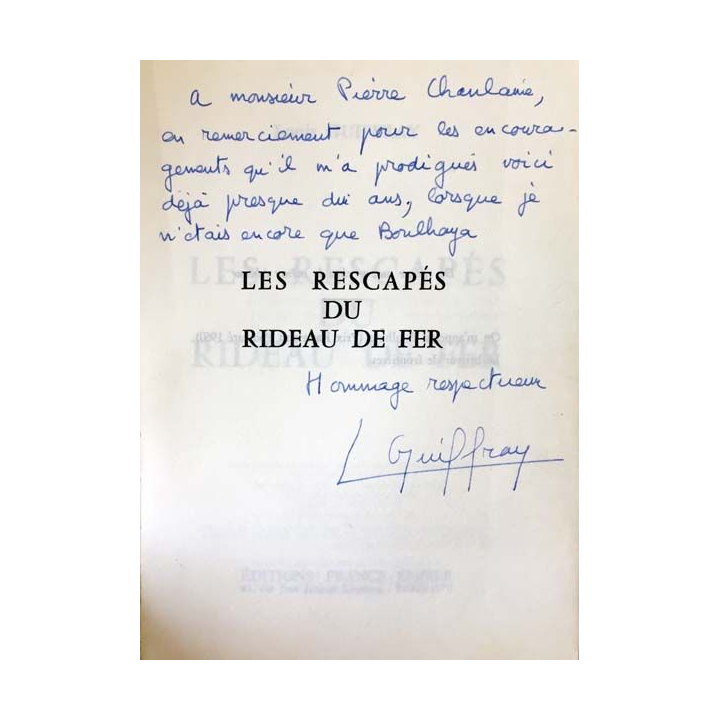 A monsieur Pierre Chanlaine,
en remerciement pour les encoura-
gements qu'il m'a prodigués voici
déjà presque dix ans, lorsque je
n'étais encore que Boulhaya
LES RESCAPÉS
DU
RIDEAU DE FER
Hommage respectueux
L Guiffray